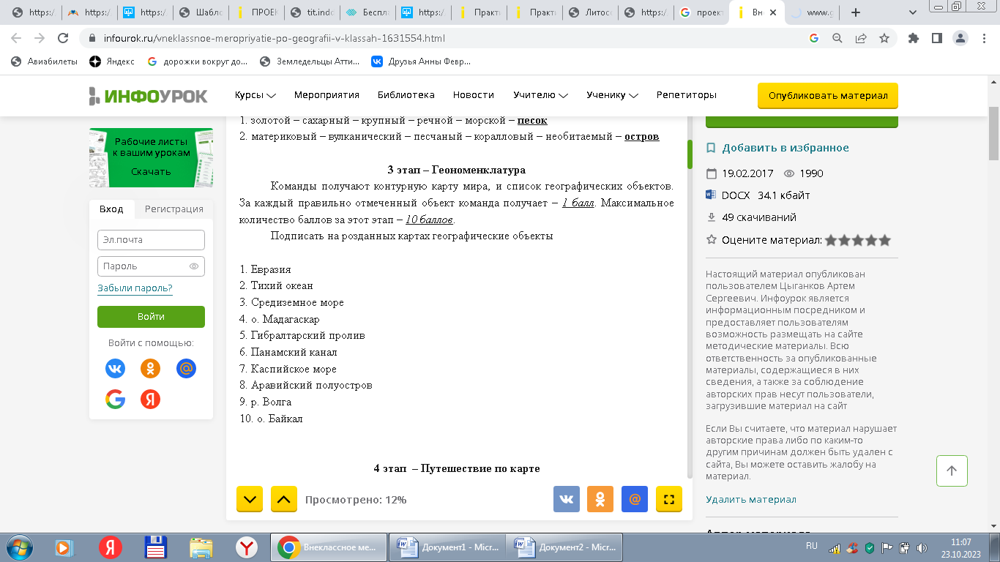 https:/
https:/
Шабло
ПРОЕК
tit.indd
Беспла
https:/
Практи
Практи
Литос
https:/
проект
Вне
www.g
infourok.ru/vneklassnoe-meropriyatie-po-geografii-v-klassah-1631554.html
Авиабилеты
Яндекс
дорожки вокруг до...
Земледельцы Атти...
Друзья Анны Февр...
ИНФОУРОК
Курсы
Мероприятия
Библиотека
Новости
Учителю
Ученику
Репетиторы
Опубликовать материал
Рабочие листы
к вашим урокам
Скачать
Вход
Регистрация
Эл.почта
Пароль
Забыли пароль?
Войти
Войти с помощью:
1. золотой – сахарный – крупный – речной – морской – песок
2. материковый – вулканический – песчаный – коралловый – необитаемый – остров
3 этап – Геономенклатура
Команды получают контурную карту мира, и список географических объектов.
За каждый правильно отмеченный объект команда получает – 1 балл. Максимальное
количество баллов за этот этап – 10 баллов.
Подписать на розданных картах географические объекты
1. Евразия
2. Тихий океан
3. Средиземное море
4. о. Мадагаскар
5. Гибралтарский пролив
6. Панамский канал
7. Каспийское море
8. Аравийский полуостров
9. р. Волга
10. о. Байкал
4 этап – Путешествие по карте
Просмотрено: 12%
Добавить в избранное
19.02.2017 1990
DOCX 34.1 кбайт
49 скачиваний
Оцените материал:
Настоящий материал опубликован
пользователем Цыганков Артем
Сергеевич. Инфоурок является
информационным посредником и
предоставляет пользователям
возможность размещать на сайте
методические материалы. Всю
ответственность за опубликованные
материалы, содержащиеся в них
сведения, а также за соблюдение
авторских прав несут пользователи,
загрузившие материал на сайт
Если Вы считаете, что материал нарушает
авторские права либо по каким-то
другим причинам должен быть удален с
сайта, Вы можете оставить жалобу на
материал.
Удалить материал
Автор материала
Внеклассное ме...
Документ1 - Micr...
Документ2 - Micr...
RU
11:07
23.10.2023